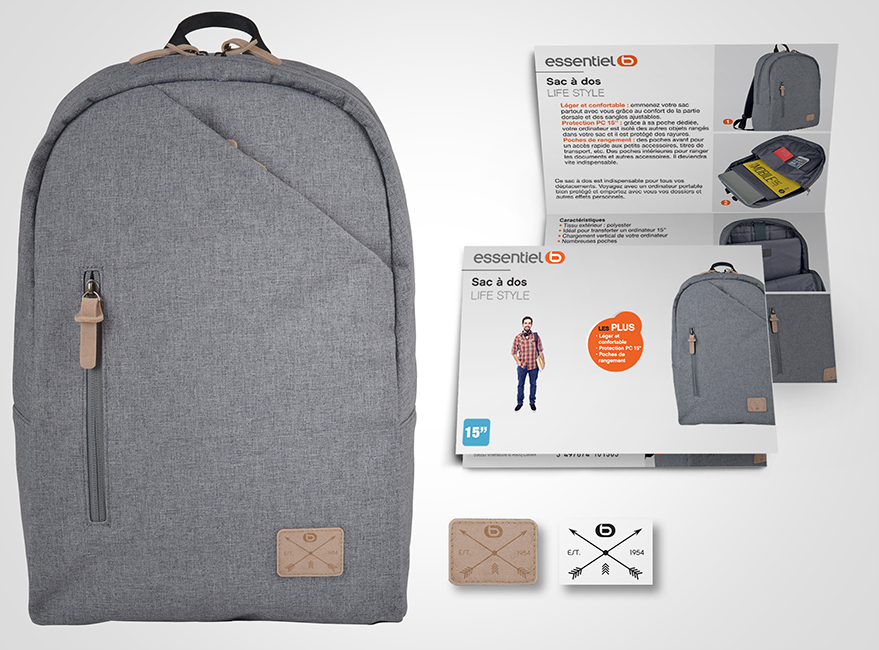 essentiel b
Sac à dos
LIFE STYLE
Léger et confortable : emmenez votre sac
partout avec vous grâce au confort de la partie
dorsale et des sangles ajustables.
Protection PC 15" : grâce à sa poche dédiée,
votre ordinateur est isolé des autres objets rangés
dans votre sac et il est protégé des rayures.
Poches de rangement : des poches avant pour
un accès rapide aux petits accessoires, titres de
transport, etc. Des poches intérieures pour ranger
les documents et autres accessoires. Il deviendra
vite indispensable.
Ce sac à dos est indispensable pour tous vos
déplacements. Voyagez avec un ordinateur portable
bien protégé et emportez avec vous vos dossiers et
autres effets personnels.
Caractéristiques
• Tissu extérieur : polyester
• Idéal pour transporter un ordinateur 15"
• Chargement vertical de votre ordinateur
• Nombreuses poches
1
2
essentiel b
Sac à dos
LIFE STYLE
LES PLUS
• Léger et
confortable
• Protection PC 15"
• Poches de
rangement
15"
b
EST. 1954
b
EST. 1954
b
EST. 1954